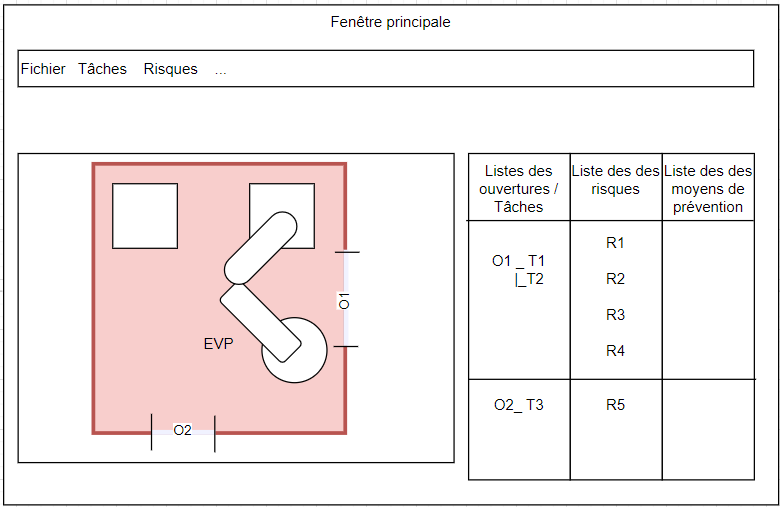 Fenêtre principale
Fichier Tâches Risques ...
EVP
O1
O2
Listes des
ouvertures /
Tâches
Liste des des
risques
Liste des des
moyens de
prévention
O1 _ T1
|_T2
R1
R2
R3
R4
O2_ T3
R5